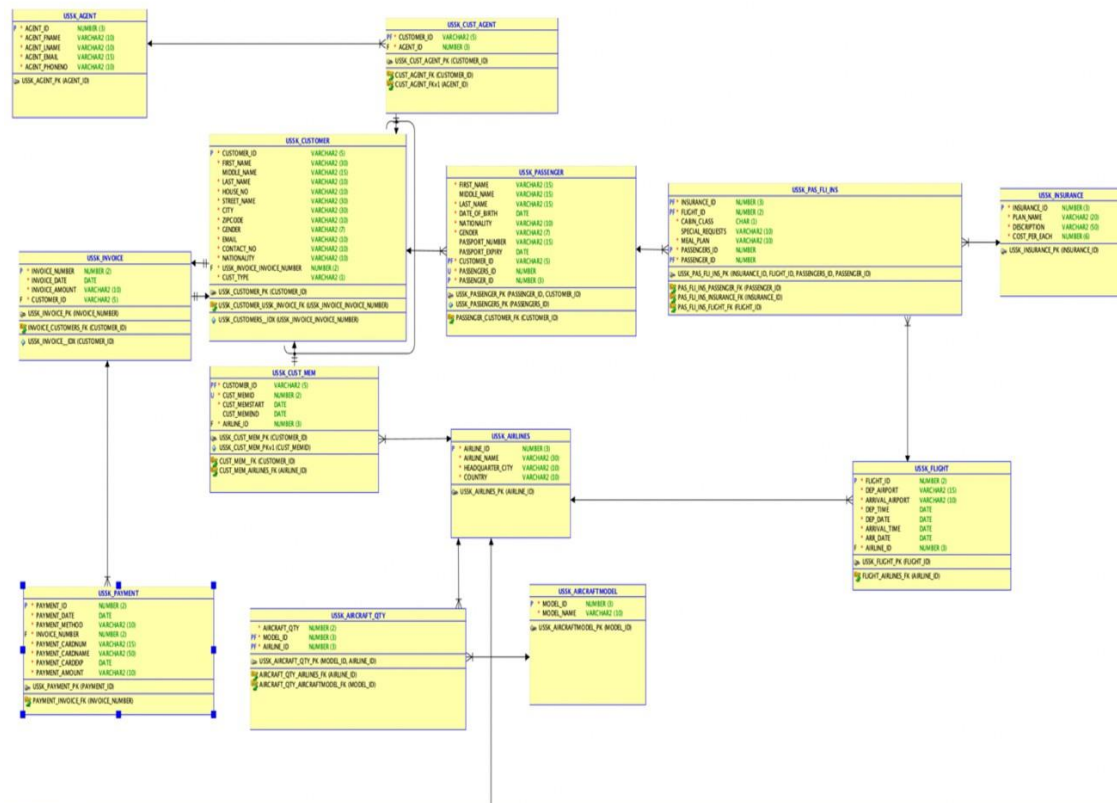 USSK_AGENT
P * AGENT_ID NUMBER (3)
* AGENT_FNAME VARCHAR2 (10)
* AGENT_LNAME VARCHAR2 (10)
* AGENT_EMAIL VARCHAR2 (15)
* AGENT_PHONENO VARCHAR2 (10)
USSK_AGENT_PK (AGENT_ID)
USSK_CUST_AGENT
PF * CUSTOMER_ID VARCHAR2 (5)
F * AGENT_ID NUMBER (3)
USSK_CUST_AGENT_PK (CUSTOMER_ID)
CUST_AGENT_FK (CUSTOMER_ID)
CUST_AGENT_FKv1 (AGENT_ID)
USSK_CUSTOMER
P * CUSTOMER_ID VARCHAR2 (5)
* FIRST_NAME VARCHAR2 (30)
MIDDLE_NAME VARCHAR2 (15)
* LAST_NAME VARCHAR2 (10)
* HOUSE_NO VARCHAR2 (10)
* STREET_NAME VARCHAR2 (30)
* CITY VARCHAR2 (30)
* ZIPCODE VARCHAR2 (10)
* GENDER VARCHAR2 (7)
* EMAIL VARCHAR2 (10)
* CONTACT_NO VARCHAR2 (10)
* NATIONALITY VARCHAR2 (10)
F * USSK_INVOICE_INVOICE_NUMBER NUMBER (2)
* CUST_TYPE VARCHAR2 (1)
USSK_CUSTOMER_PK (CUSTOMER_ID)
USSK_CUSTOMER_USSK_INVOICE_FK (USSK_INVOICE_INVOICE_NUMBER)
USSK_CUSTOMERS__IDX (USSK_INVOICE_INVOICE_NUMBER)
USSK_PASSENGER
* FIRST_NAME VARCHAR2 (15)
MIDDLE_NAME VARCHAR2 (15)
* LAST_NAME VARCHAR2 (15)
* DATE_OF_BIRTH DATE
* NATIONALITY VARCHAR2 (10)
* GENDER VARCHAR2 (7)
PASSPORT_NUMBER VARCHAR2 (15)
PASSPORT_EXPIRY DATE
PF * CUSTOMER_ID VARCHAR2 (5)
U * PASSENGERS_ID NUMBER
P * PASSENGER_ID NUMBER (3)
USSK_PASSENGER_PK (PASSENGER_ID, CUSTOMER_ID)
USSK_PASSENGERS_PK (PASSENGERS_ID)
PASSENGER_CUSTOMER_FK (CUSTOMER_ID)
USSK_PAS_FLI_INS
PF * INSURANCE_ID NUMBER (3)
PF * FLIGHT_ID NUMBER (2)
* CABIN_CLASS CHAR (1)
SPECIAL_REQUESTS VARCHAR2 (10)
* MEAL_PLAN VARCHAR2 (10)
PF * PASSENGERS_ID NUMBER
PF * PASSENGER_ID NUMBER
USSK_PAS_FLI_INS_PK (INSURANCE_ID, FLIGHT_ID, PASSENGERS_ID, PASSENGER_ID)
PAS_FLI_INS_PASSENGER_FK (PASSENGER_ID)
PAS_FLI_INS_INSURANCE_FK (INSURANCE_ID)
PAS_FLI_INS_FLIGHT_FK (FLIGHT_ID)
USSK_INSURANCE
P * INSURANCE_ID NUMBER (3)
* PLAN_NAME VARCHAR2 (20)
* DISCRIPTION VARCHAR2 (50)
* COST_PER_EACH NUMBER (6)
USSK_INSURANCE_PK (INSURANCE_ID)
USSK_INVOICE
P * INVOICE_NUMBER NUMBER (2)
* INVOICE_DATE DATE
* INVOICE_AMOUNT VARCHAR2 (10)
F * CUSTOMER_ID VARCHAR2 (5)
USSK_INVOICE_PK (INVOICE_NUMBER)
INVOICE_CUSTOMERS_FK (CUSTOMER_ID)
USSK_INVOICE__IDX (CUSTOMER_ID)
USSK_CUST_MEM
PF * CUSTOMER_ID VARCHAR2 (5)
U * CUST_MEMID NUMBER (2)
* CUST_MEMSTART DATE
CUST_MEMEND DATE
F * AIRLINE_ID NUMBER (3)
USSK_CUST_MEM_PK (CUSTOMER_ID)
USSK_CUST_MEM_PKv1 (CUST_MEMID)
CUST_MEM__FK (CUSTOMER_ID)
CUST_MEM_AIRLINES_FK (AIRLINE_ID)
USSK_AIRLINES
P * AIRLINE_ID NUMBER (3)
* AIRLINE_NAME VARCHAR2 (30)
* HEADQUARTER_CITY VARCHAR2 (10)
* COUNTRY VARCHAR2 (10)
USSK_AIRLINES_PK (AIRLINE_ID)
USSK_FLIGHT
P * FLIGHT_ID NUMBER (2)
* DEP_AIRPORT VARCHAR2 (15)
* ARRIVAL_AIRPORT VARCHAR2 (10)
* DEP_TIME DATE
* DEP_DATE DATE
* ARRIVAL_TIME DATE
* ARR_DATE DATE
F * AIRLINE_ID NUMBER (3)
USSK_FLIGHT_PK (FLIGHT_ID)
FLIGHT_AIRLINES_FK (AIRLINE_ID)
USSK_PAYMENT
P * PAYMENT_ID NUMBER (2)
* PAYMENT_DATE DATE
* PAYMENT_METHOD VARCHAR2 (10)
F * INVOICE_NUMBER NUMBER (2)
* PAYMENT_CARDNUM VARCHAR2 (15)
* PAYMENT_CARDNAME VARCHAR2 (50)
* PAYMENT_CARDEXP DATE
* PAYMENT_AMOUNT VARCHAR2 (10)
USSK_PAYMENT_PK (PAYMENT_ID)
PAYMENT_INVOICE_FK (INVOICE_NUMBER)
USSK_AIRCRAFT_QTY
* AIRCRAFT_QTY NUMBER (2)
PF * MODEL_ID NUMBER (3)
PF * AIRLINE_ID NUMBER (3)
USSK_AIRCRAFT_QTY_PK (MODEL_ID, AIRLINE_ID)
AIRCRAFT_QTY_AIRLINES_FK (AIRLINE_ID)
AIRCRAFT_QTY_AIRCRAFTMODEL_FK (MODEL_ID)
USSK_AIRCRAFTMODEL
P * MODEL_ID NUMBER (3)
* MODEL_NAME VARCHAR2 (10)
USSK_AIRCRAFTMODEL_PK (MODEL_ID)